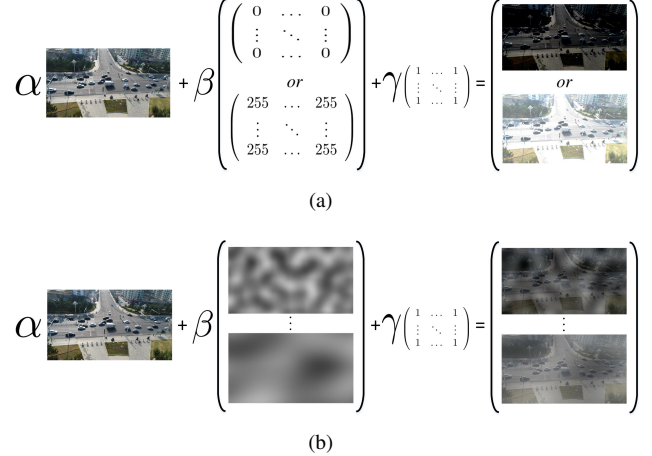 0 … 0
⋮ ⋱ ⋮
0 … 0
α + β or + γ 1 … 1 = or
⋮ ⋱ ⋮
1 … 1
255 … 255
⋮ ⋱ ⋮
255 … 255
(a)
α + β ⋮ + γ 1 … 1 = ⋮
⋮ ⋱ ⋮
1 … 1
(b)